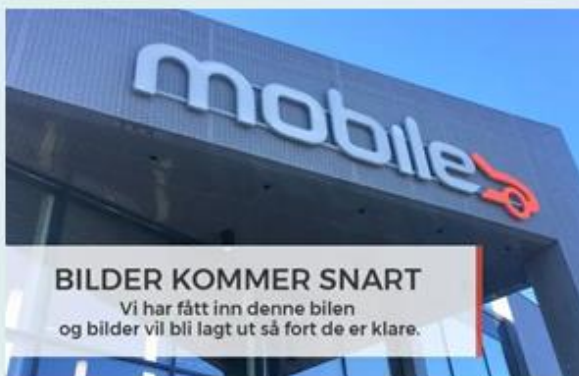 mobile
BILDER KOMMER SNART
Vi har fått inn denne bilen
og bilder vil bli lagt ut så fort de er klare.